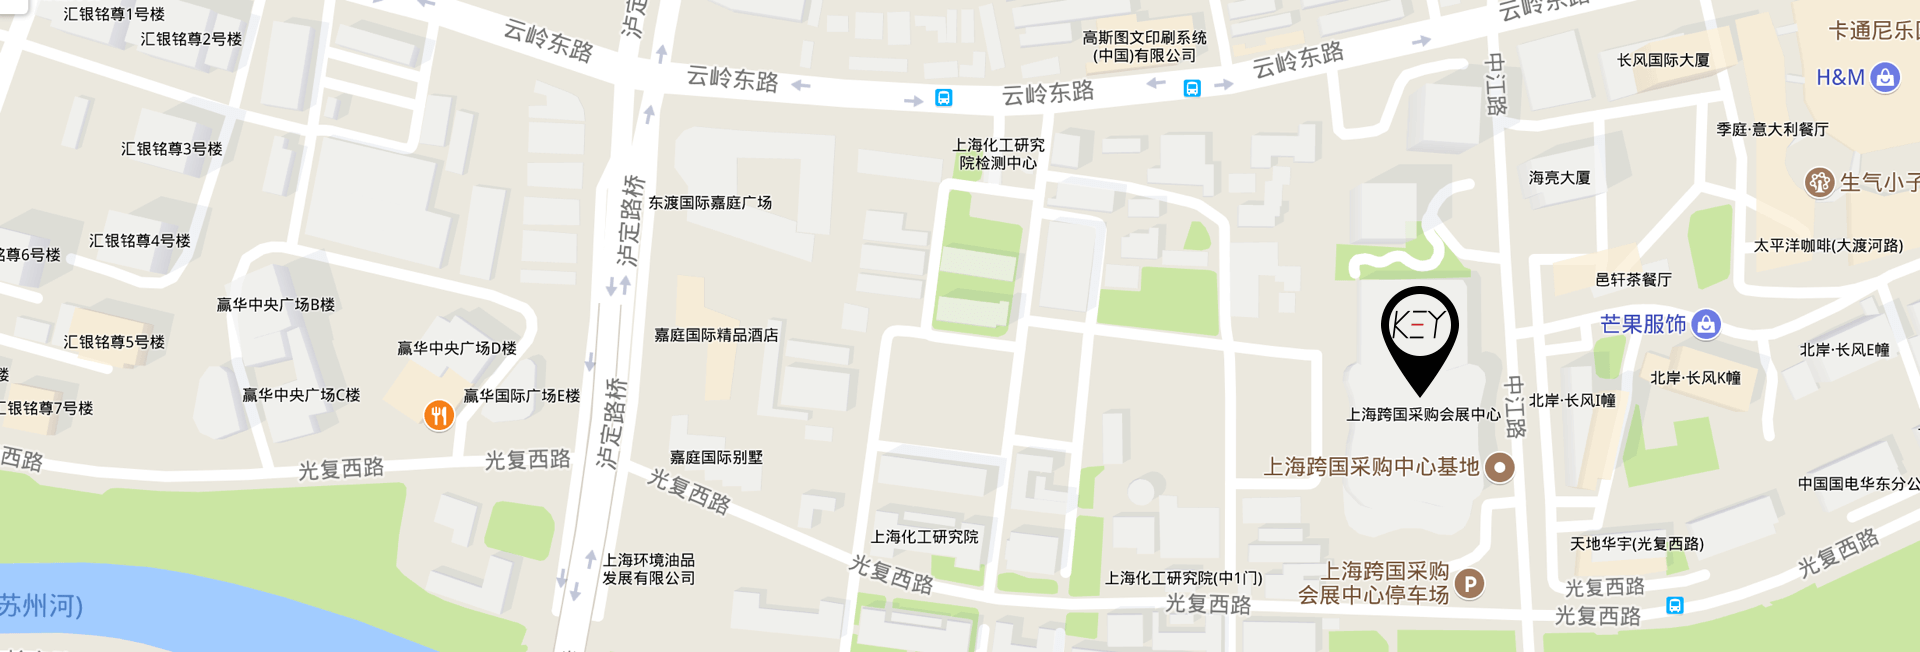 汇银铭尊1号楼
汇银铭尊2号楼
云岭东路
泸定
云岭东路
云岭东路
高斯图文印刷系统
(中国)有限公司
云岭东路
云岭东路
中江路
长风国际大厦
卡通尼乐园
H&M
汇银铭尊3号楼
上海化工研究
院检测中心
季庭·意大利餐厅
海亮大厦
生气小子
泸定路桥
东渡国际嘉庭广场
汇银铭尊4号楼
铭尊6号楼
太平洋咖啡(大渡河路)
邑轩茶餐厅
赢华中央广场B楼
KEY
芒果服饰
汇银铭尊5号楼
赢华中央广场D楼
嘉庭国际精品酒店
北岸·长风E幢
楼
北岸·长风K幢
赢华中央广场C楼
赢华国际广场E楼
汇银铭尊7号楼
泸定路桥
中江路
北岸·长风I幢
上海跨国采购会展中心
西路
光复西路
光复西路
嘉庭国际别墅
上海跨国采购中心基地
光复西路
中国国电华东分公
上海化工研究院
天地华宇(光复西路)
光复西路
上海环境油品
发展有限公司
光复西路
上海化工研究院(中1门)
上海跨国采购
会展中心停车场
P
光复西路
光复西路
光复西路
苏州河)